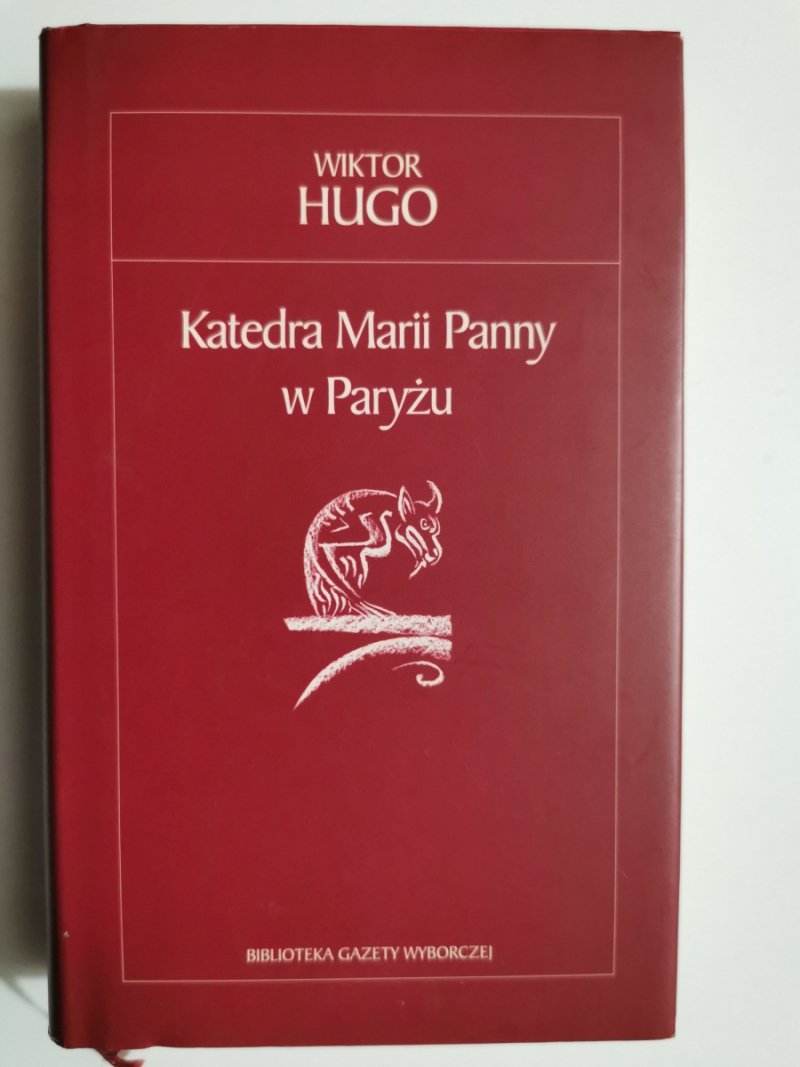 WIKTOR
HUGO
Katedra Marii Panny
w Paryżu
BIBLIOTEKA GAZETY WYBORCZEJ